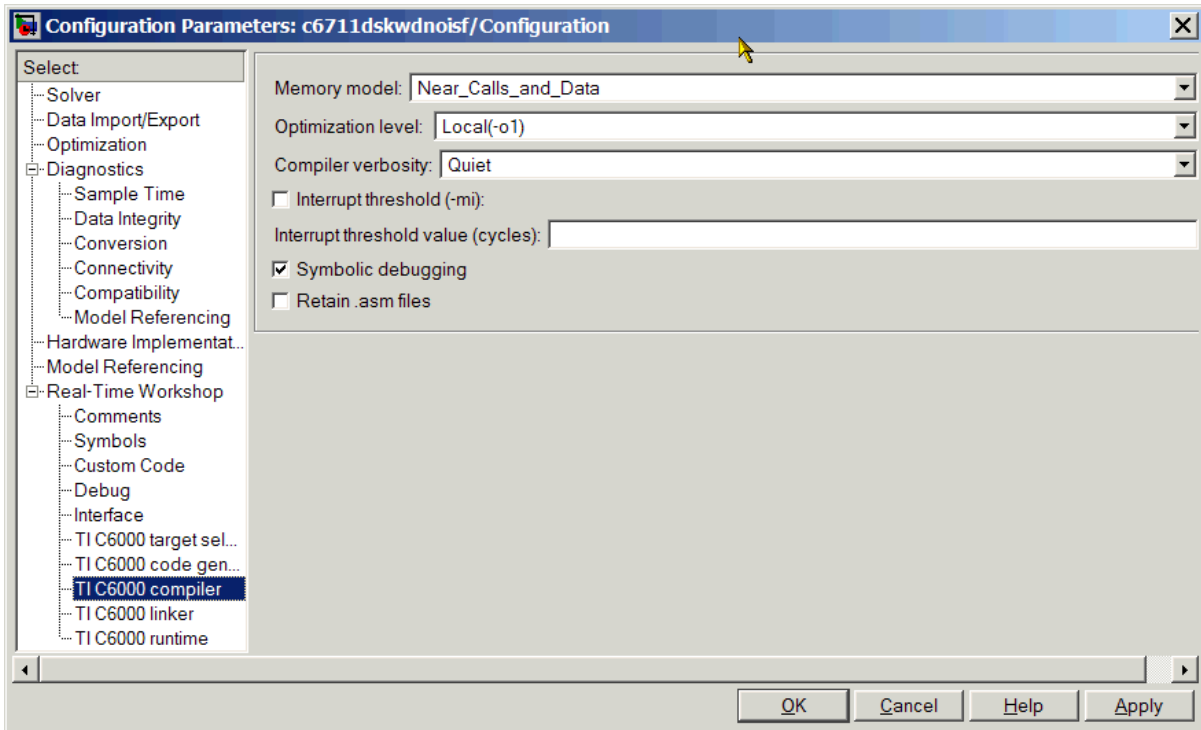 Configuration Parameters: c6711dskwdnoisf/Configuration
Select:
Solver
Data Import/Export
Optimization
Diagnostics
Sample Time
Data Integrity
Conversion
Connectivity
Compatibility
Model Referencing
Hardware Implementat...
Model Referencing
Real-Time Workshop
Comments
Symbols
Custom Code
Debug
Interface
TI C6000 target sel...
TI C6000 code gen...
TI C6000 compiler
TI C6000 linker
TI C6000 runtime
Memory model: Near_Calls_and_Data
Optimization level: Local(-o1)
Compiler verbosity: Quiet
Interrupt threshold (-mi):
Interrupt threshold value (cycles):
Symbolic debugging
Retain .asm files
OK Cancel Help Apply